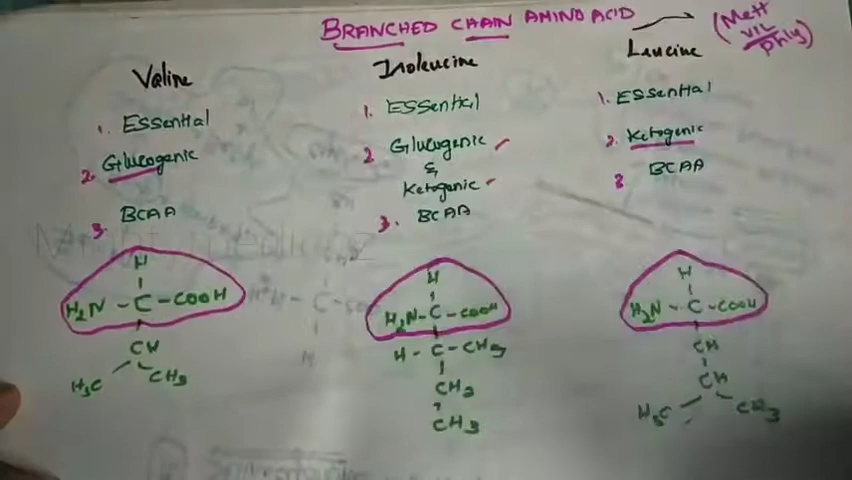 BRANCHED CHAIN AMINO ACID
(Mett
VIL
Phly)
Valine
1. Essential
2. Glucogenic
3. BCAA
H
H₂N - C - COOH
CH
H₃C CH₃
Isoleucine
1. Essential
2 Glucogenic
&
Ketogenic
3. BCAA
H
H₂N - C - COOH
H - C - CH₃
CH₂
CH₃
Leucine
1. Essential
2. Ketogenic
3 BCAA
H
H₂N - C - COOH
CH
CH
H₃C CH₃